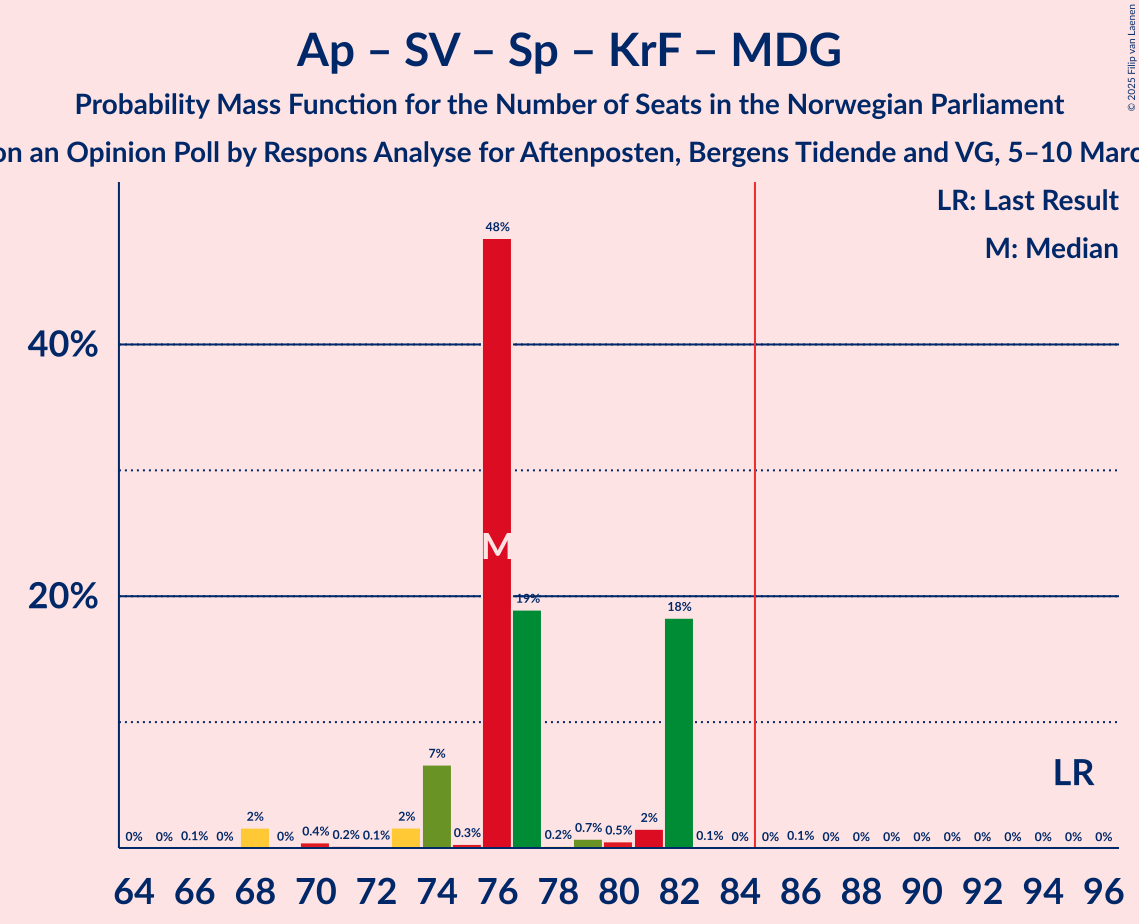 Ap – SV – Sp – KrF – MDG
Probability Mass Function for the Number of Seats in the Norwegian Parliament
on an Opinion Poll by Respons Analyse for Aftenposten, Bergens Tidende and VG, 5–10
© 2025 Filip van Laenen
LR: Last Result
M: Median
48%
40%
M
20%
19%
18%
LR
7%
0% 0% 0.1% 0% 2% 0% 0.4% 0.2% 0.1% 2% 0.3% 0.2% 0.7% 0.5% 2% 0.1% 0% 0% 0.1% 0% 0% 0% 0% 0% 0% 0% 0% 0% 0%
64 66 68 70 72 74 76 78 80 82 84 86 88 90 92 94 96